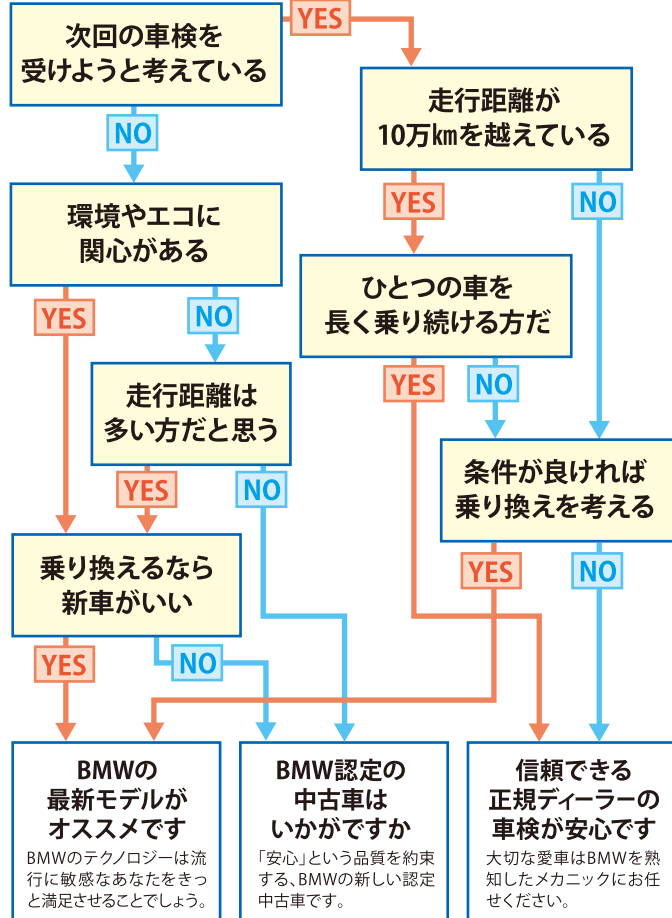 次回の車検を
受けようと考えている
YES
NO
走行距離が
10万㎞を越えている
YES
NO
環境やエコに
関心がある
YES
NO
ひとつの車を
長く乗り続ける方だ
YES
NO
走行距離は
多い方だと思う
YES
NO
条件が良ければ
乗り換えを考える
YES
NO
乗り換えるなら
新車がいい
YES
NO
BMWの
最新モデルが
オススメです
BMWのテクノロジーは流
行に敏感なあなたをきっ
と満足させることでしょう。
BMW認定の
中古車は
いかがですか
「安心」という品質を約束
する、BMWの新しい認定
中古車です。
信頼できる
正規ディーラーの
車検が安心です
大切な愛車はBMWを熟
知したメカニックにお任
せください。